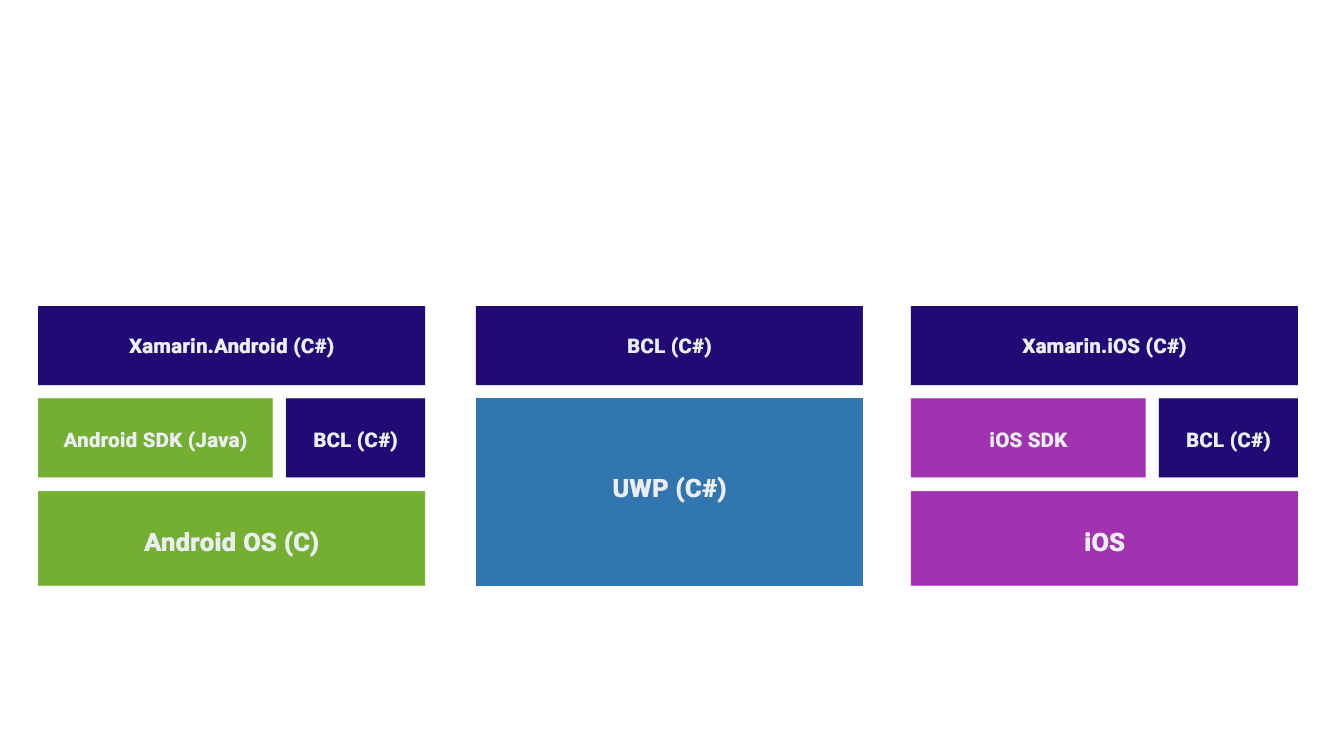 Xamarin.Android (C#)
BCL (C#)
Xamarin.iOS (C#)
Android SDK (Java)
BCL (C#)
UWP (C#)
iOS SDK
BCL (C#)
Android OS (C)
iOS